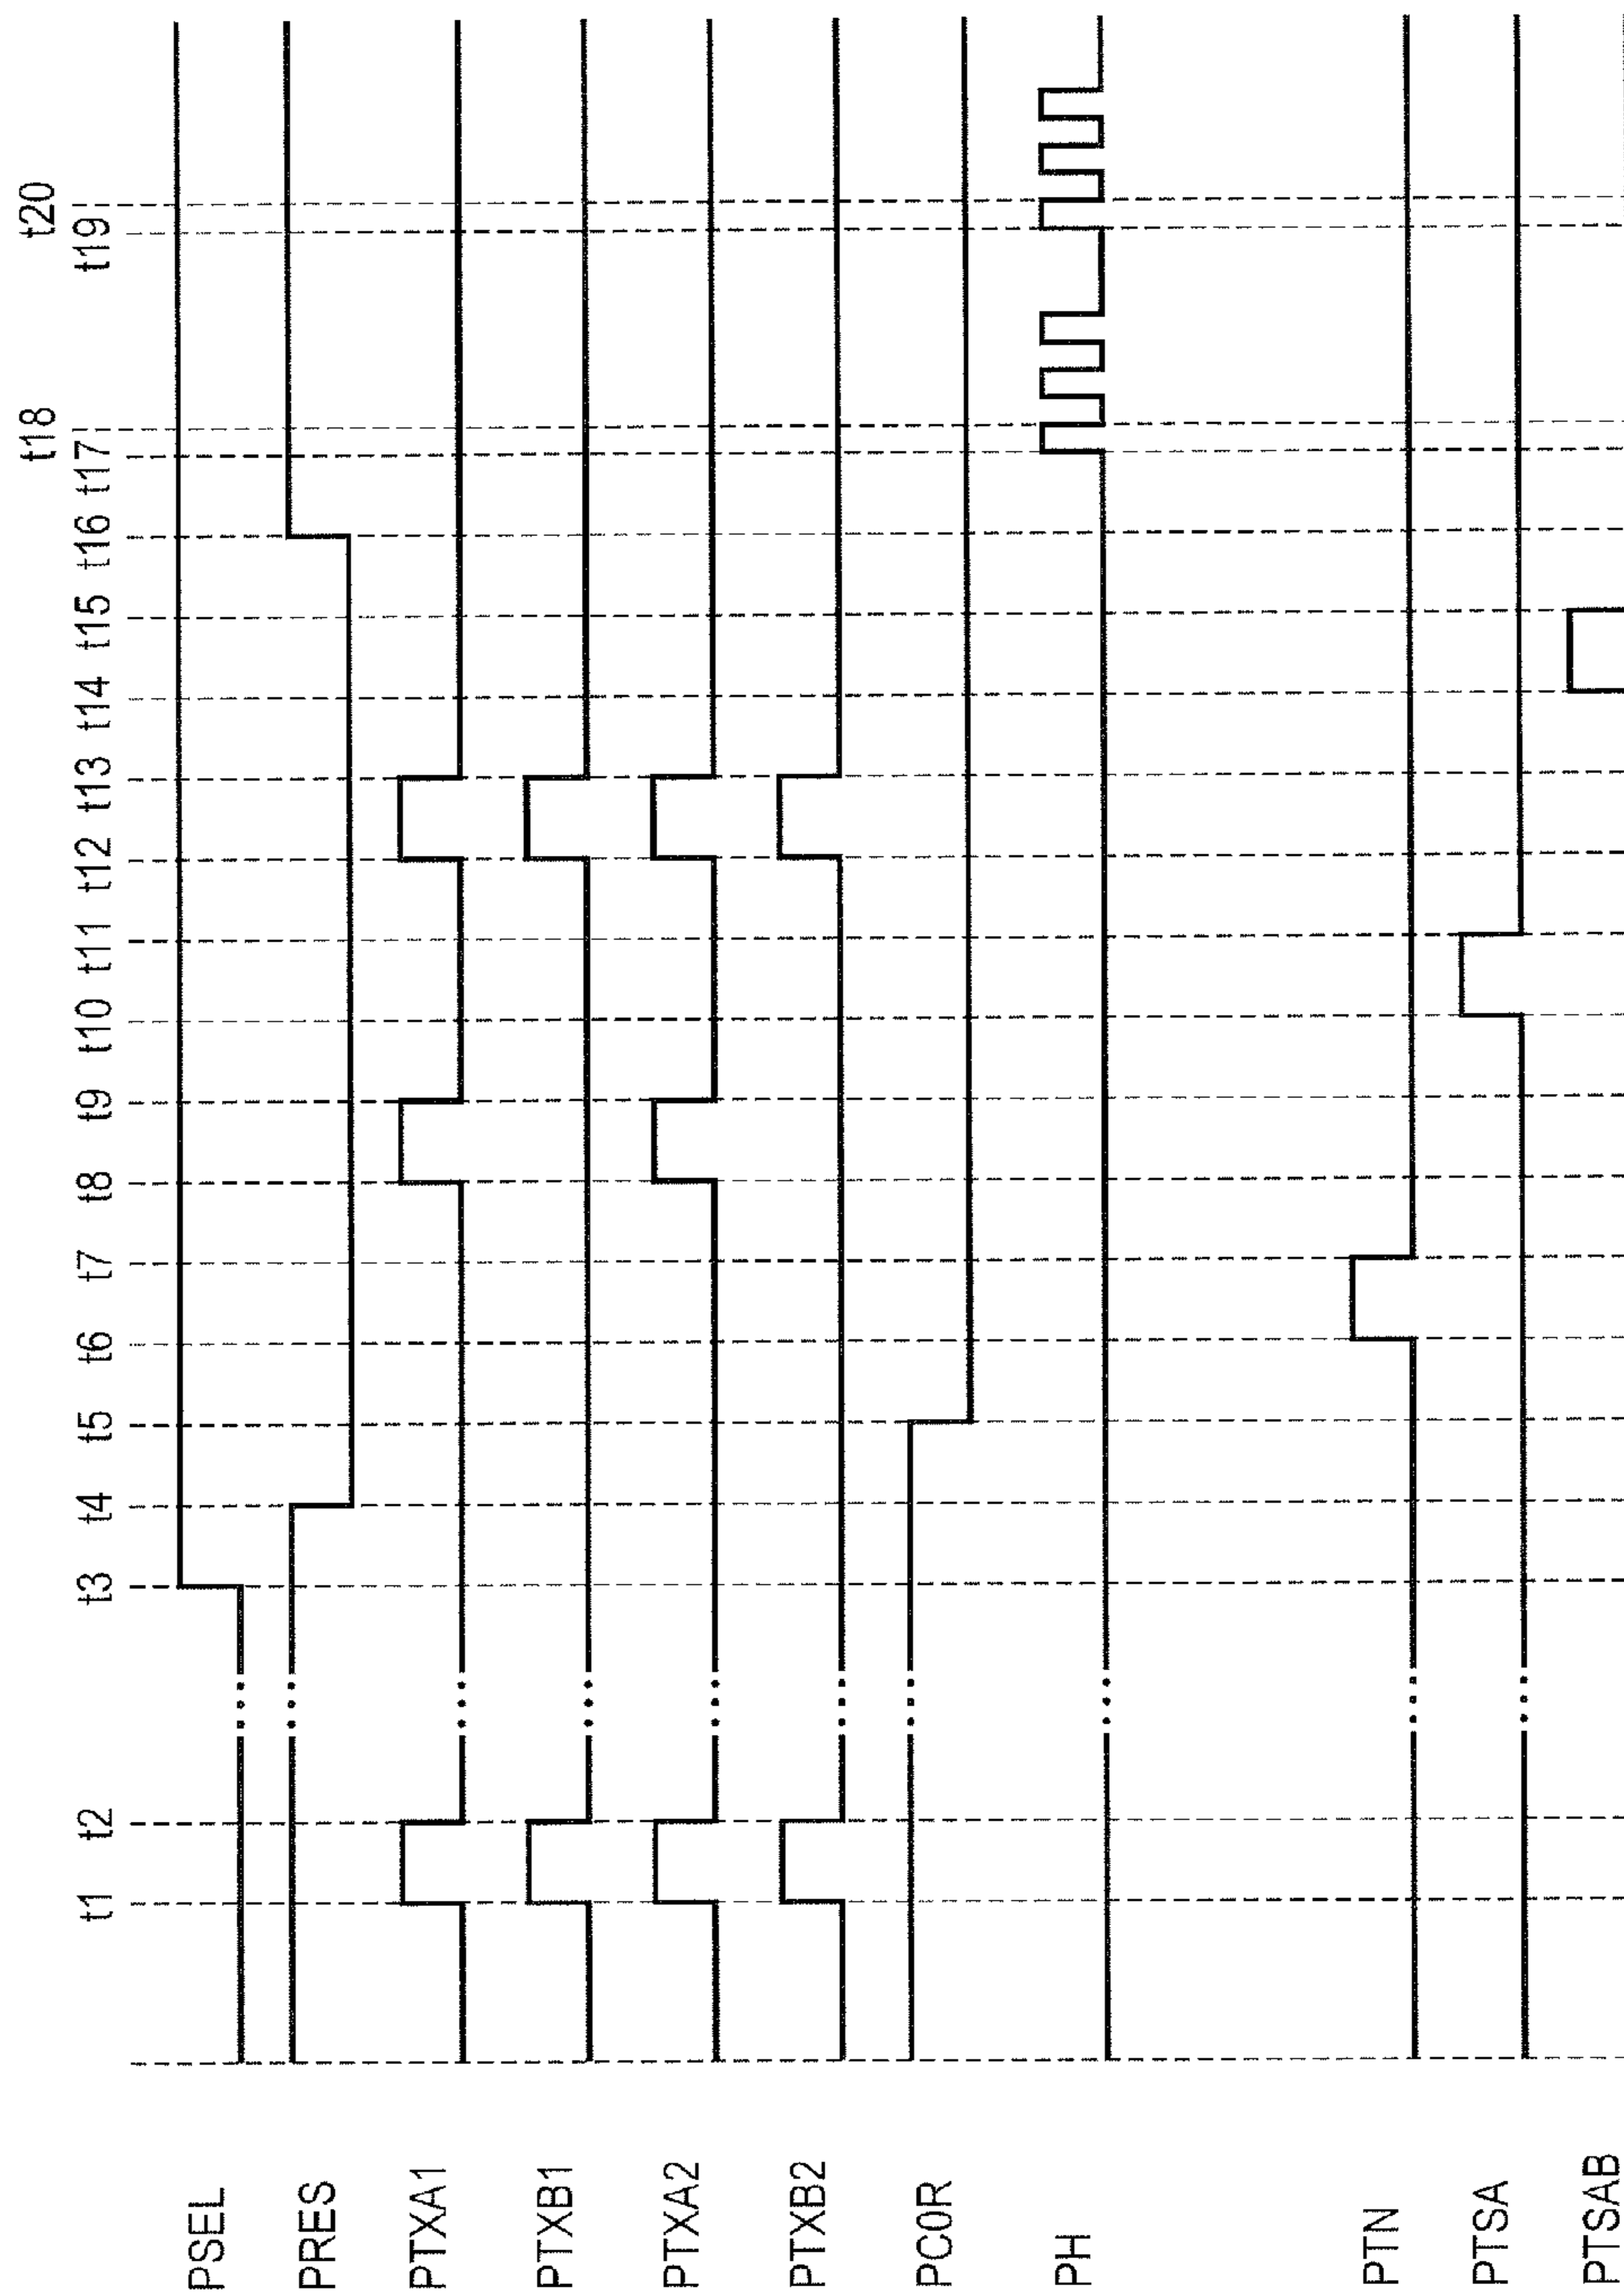 t18 t20
t1 t2 t3 t4 t5 t6 t7 t8 t9 t10 t11 t12 t13 t14 t15 t16 t17 t19
PSEL
PRES
PTXA1
PTXB1
PTXA2
PTXB2
PC0R
PH
PTN
PTSA
PTSAB